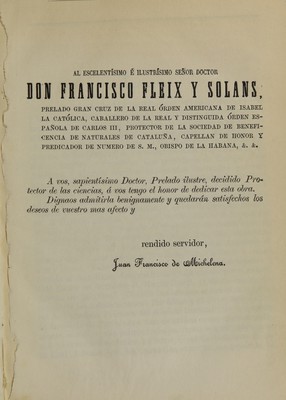 AL ESCELENTÍSIMO É ILUSTRÍSIMO SEÑOR DOCTOR
DON FRANCISCO FLEIX Y SOLANS,
PRELADO GRAN CRUZ DE LA REAL ÓRDEN AMERICANA DE ISABEL
LA CATÓLICA, CABALLERO DE LA REAL Y DISTINGUIDA ÓRDEN ES-
PAÑOLA DE CARLOS III, PROTECTOR DE LA SOCIEDAD DE BENEFI-
CENCIA DE NATURALES DE CATALUÑA, CAPELLAN DE HONOR Y
PREDICADOR DE NUMERO DE S. M., OBISPO DE LA HABANA, &. &.
A vos, sapientísimo Doctor, Prelado ilustre, decidido Pro-
tector de las ciencias, á vos tengo el honor de dedicar esta obra.
Dignaos admitirla benignamente y quedarán satisfechos los
deseos de vuestro mas afecto y
rendido servidor,
Juan Francisco de Michelena.